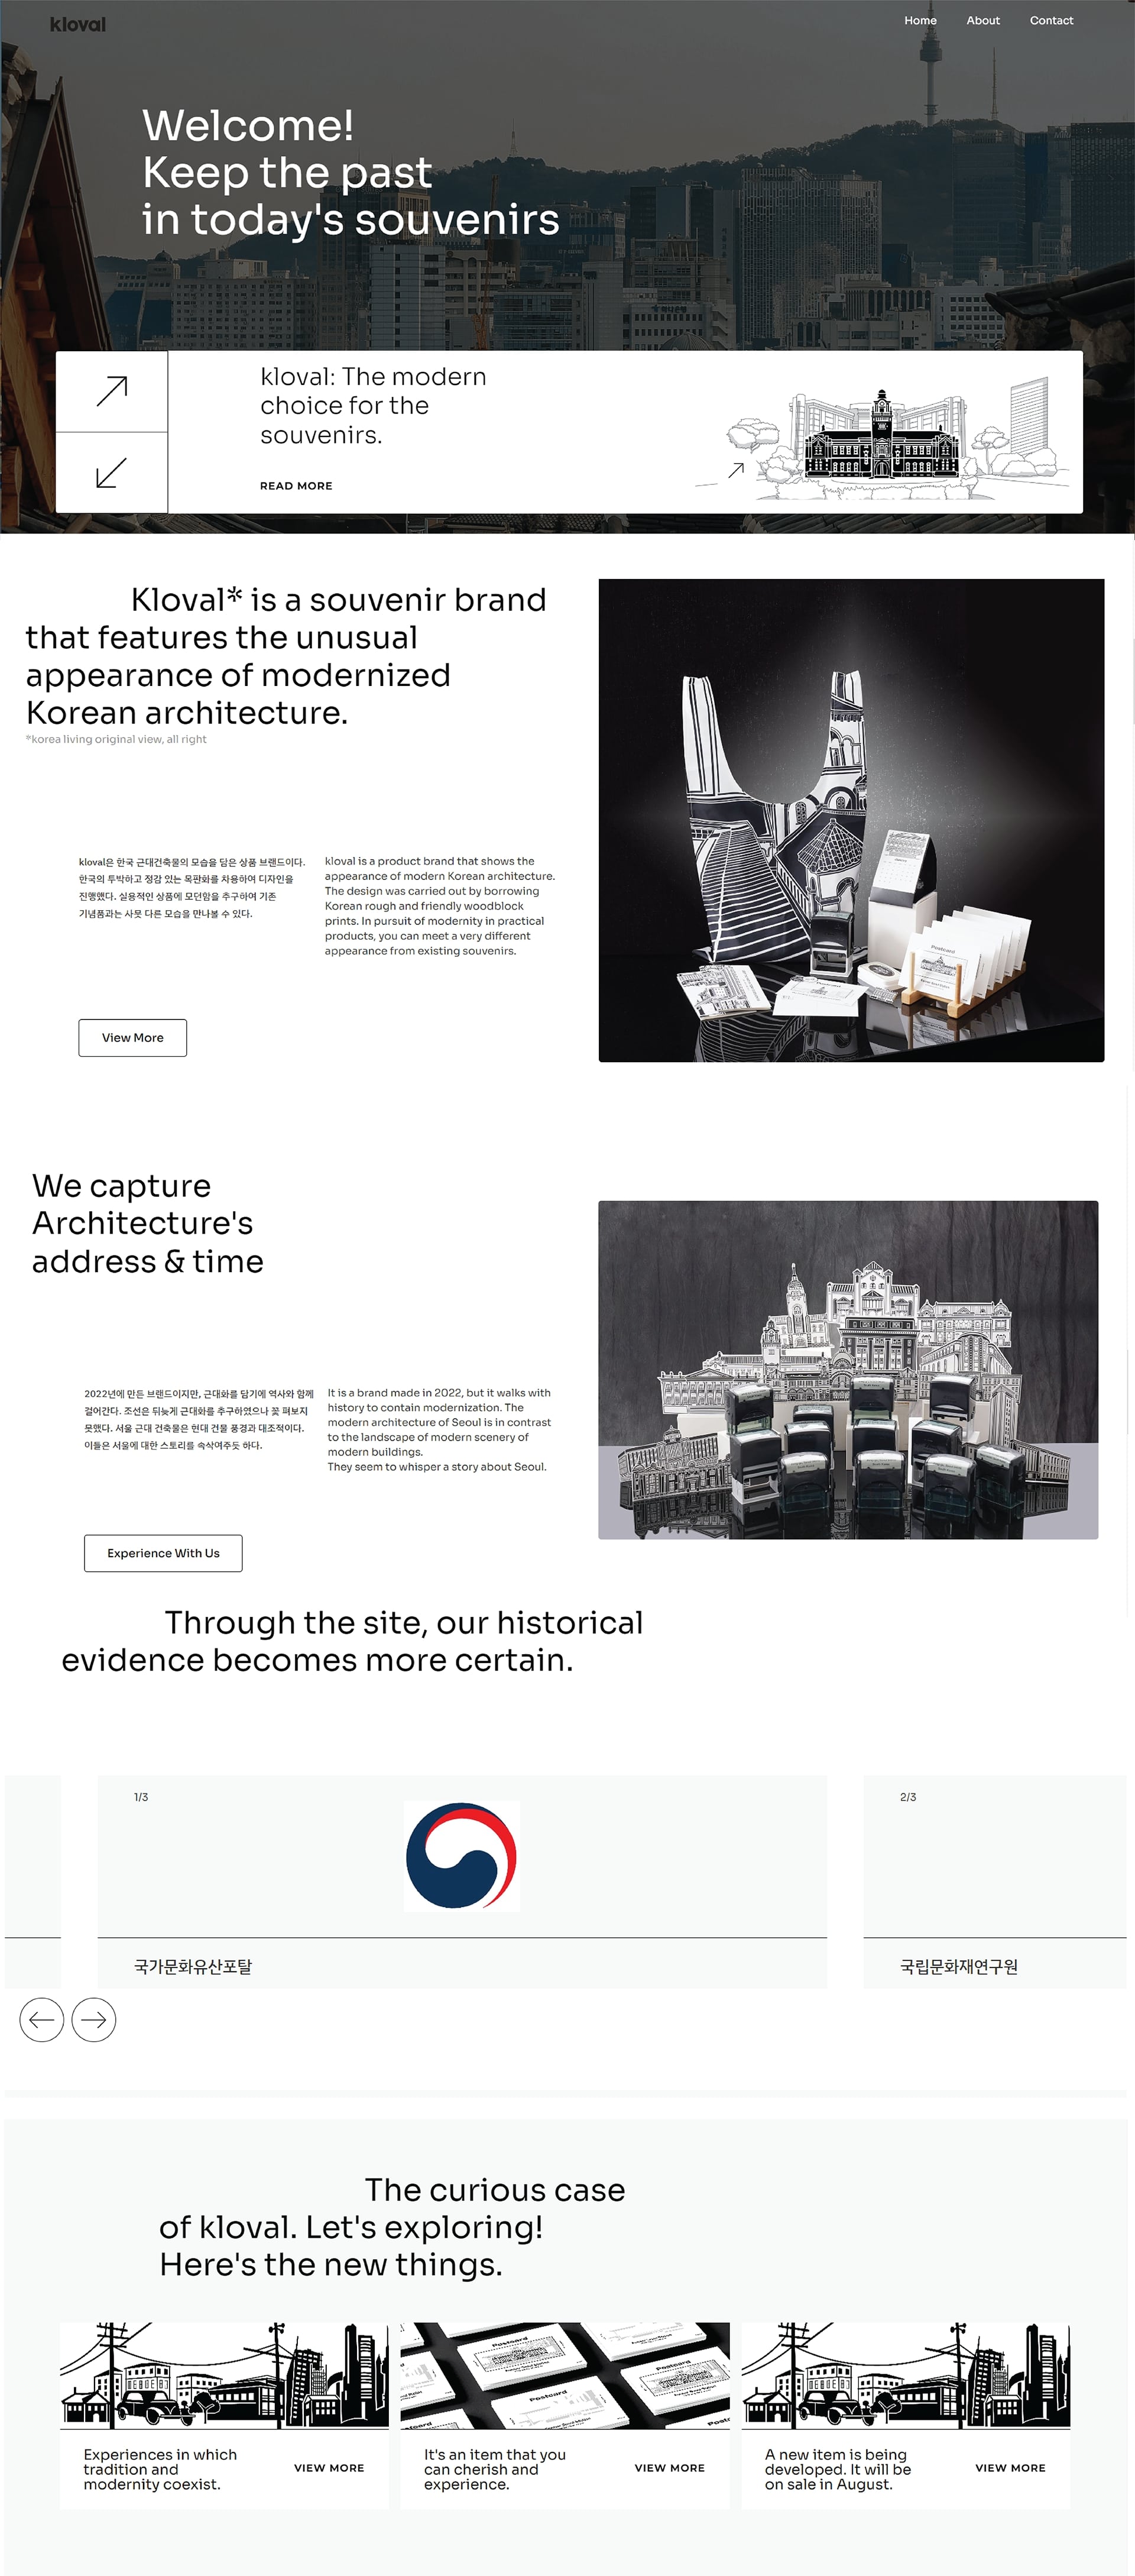 kloval
Home About Contact
Welcome!
Keep the past
in today's souvenirs
kloval: The modern
choice for the
souvenirs.
READ MORE
Kloval* is a souvenir brand
that features the unusual
appearance of modernized
Korean architecture.
*korea living original view, all right
kloval은 한국 근대건축물의 모습을 담은 상품 브랜드이다.
한국의 투박하고 정감 있는 목판화를 차용하여 디자인을
진행했다. 실용적인 상품에 모던함을 추구하여 기존
기념품과는 사뭇 다른 모습을 만나볼 수 있다.
kloval is a product brand that shows the
appearance of modern Korean architecture.
The design was carried out by borrowing
Korean rough and friendly woodblock
prints. In pursuit of modernity in practical
products, you can meet a very different
appearance from existing souvenirs.
View More
Postcard
We capture
Architecture's
address & time
2022년에 만든 브랜드이지만, 근대화를 담기에 역사와 함께
걸어간다. 조선은 뒤늦게 근대화를 추구하였으나 꽃 펴보지
못했다. 서울 근대 건축물은 현대 건물 풍경과 대조적이다.
이들은 서울에 대한 스토리를 속삭여주듯 하다.
It is a brand made in 2022, but it walks with
history to contain modernization. The
modern architecture of Seoul is in contrast
to the landscape of modern scenery of
modern buildings.
They seem to whisper a story about Seoul.
Experience With Us
Through the site, our historical
evidence becomes more certain.
1/3
국가문화유산포탈
2/3
국립문화재연구원
The curious case
of kloval. Let's exploring!
Here's the new things.
Postcard
Postcard
Postcard
Experiences in which
tradition and
modernity coexist.
VIEW MORE
It's an item that you
can cherish and
experience.
VIEW MORE
A new item is being
developed. It will be
on sale in August.
VIEW MORE